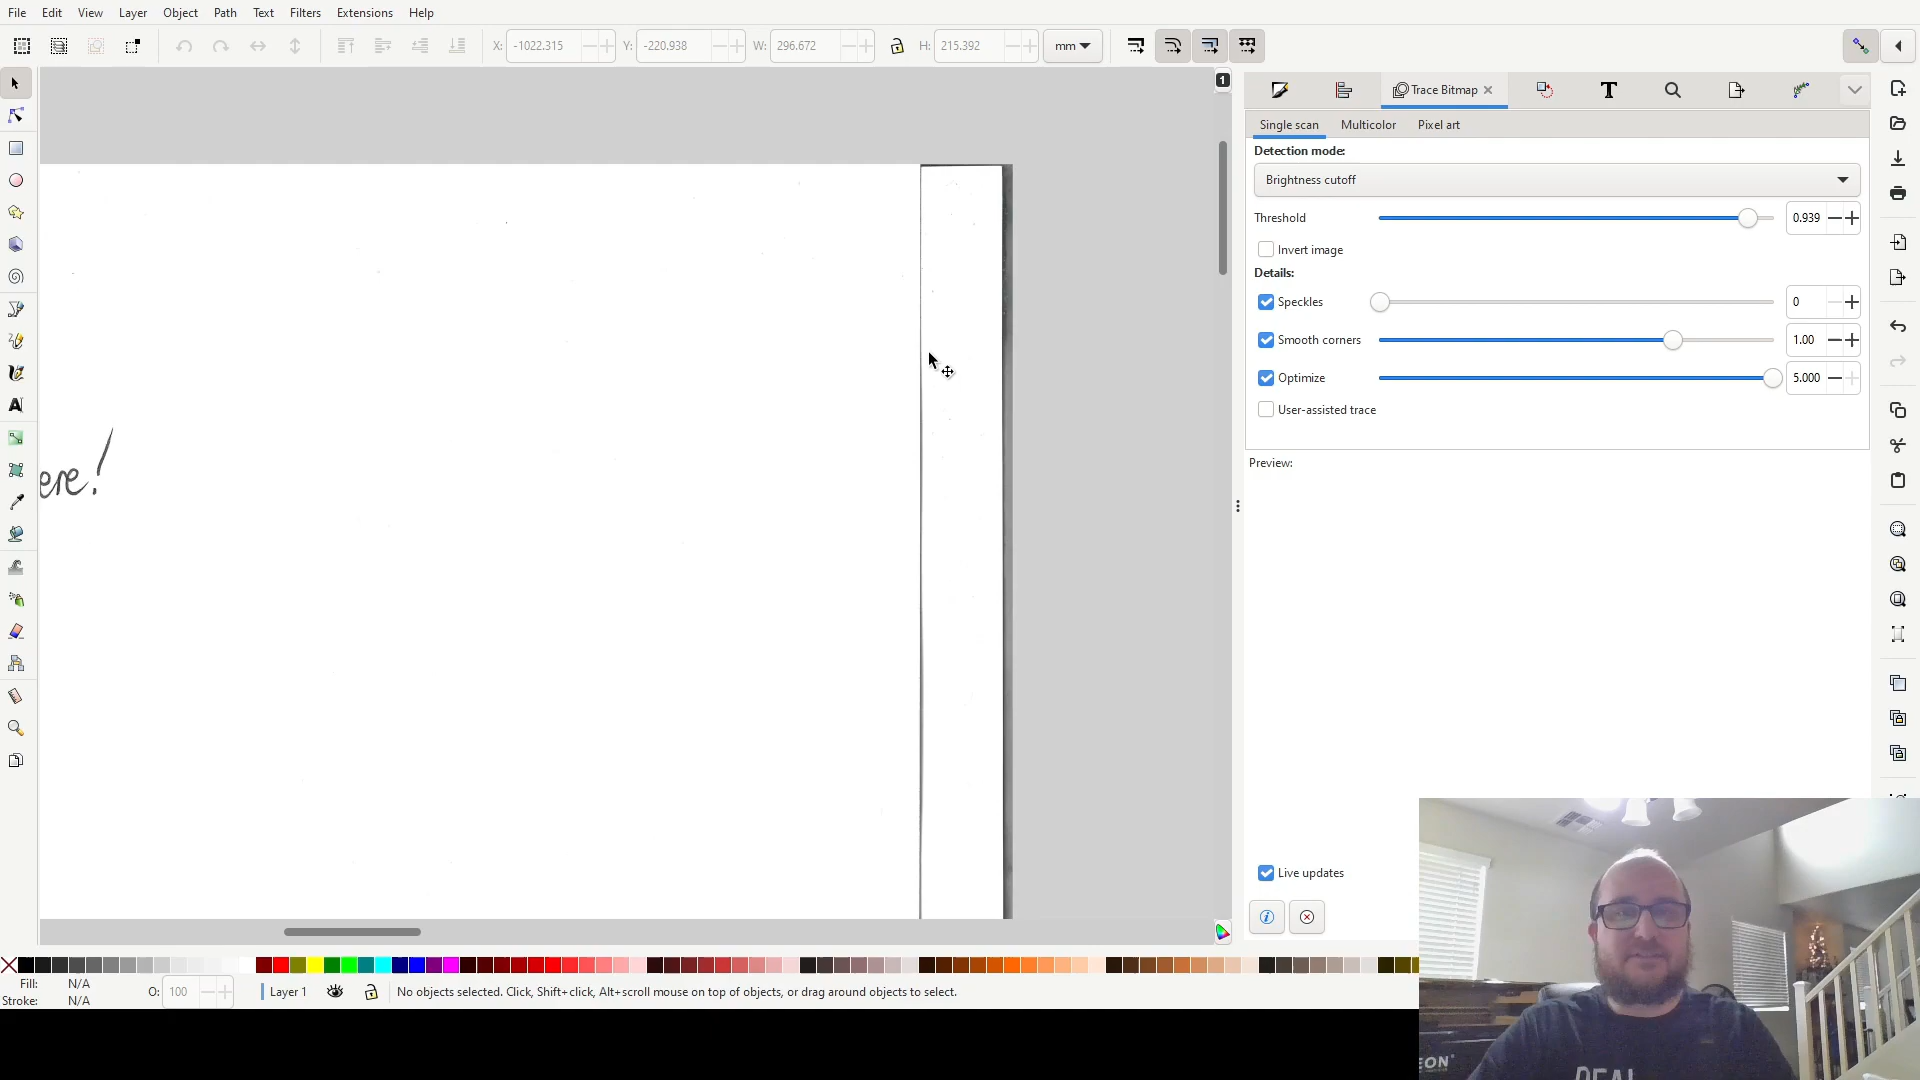 File Edit View Layer Object Path Text Filters Extensions Help
X: -1022.315 Y: -220.938 W: 296.672 H: 215.392 mm
1
Trace Bitmap
Single scan Multicolor Pixel art
Detection mode:
Brightness cutoff
Threshold 0.939
Invert image
Details:
Speckles 0
Smooth corners 1.00
Optimize 5.000
User-assisted trace
ere!
Preview:
Live updates
Fill: N/A
Stroke: N/A
O: 100
Layer 1
No objects selected. Click, Shift+click, Alt+scroll mouse on top of objects, or drag around objects to select.
EON
REAL